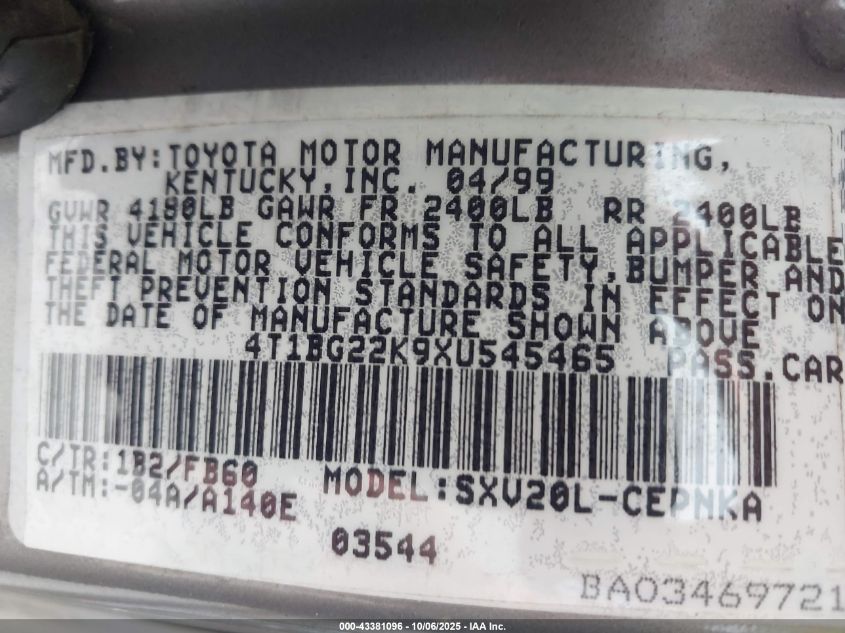 MFD.BY:TOYOTA MOTOR MANUFACTURING,
KENTUCKY,INC. 04/99
GVWR 4180LB GAWR FR 2400LB RR 2400LB
THIS VEHICLE CONFORMS TO ALL APPLICABLE
FEDERAL MOTOR VEHICLE SAFETY,BUMPER AND
THEFT PREVENTION STANDARDS IN EFFECT ON
THE DATE OF MANUFACTURE SHOWN ABOVE
4T1BG22K9XU545465 PASS.CAR
C/TR:1B2/FB60 MODEL:SXV20L-CEPNKA
A/TM:-04A/A140E
03544
BA03469721
000-43381096 - 10/06/2025 - IAA Inc.